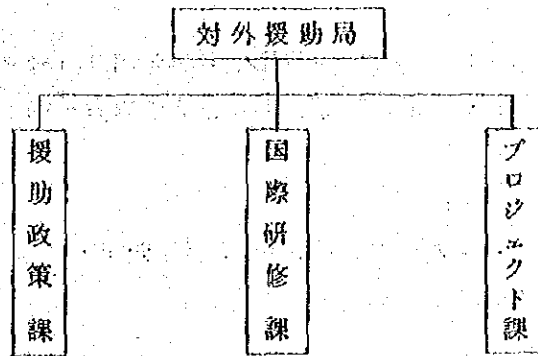 対外援助局
援助政策課
国際研修課
プロジェクト課